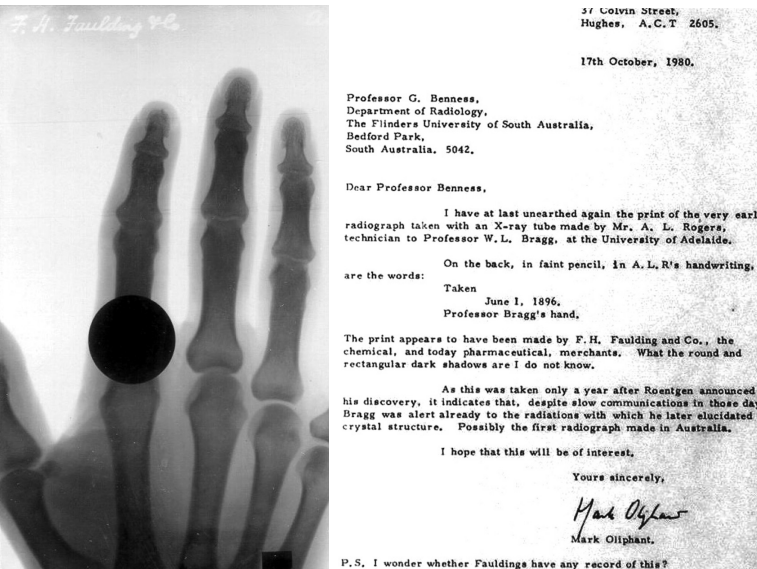 F. H. Faulding & Co
37 Colvin Street,
Hughes, A.C.T 2605.
17th October, 1980.
Professor G. Benness,
Department of Radiology,
The Flinders University of South Australia,
Bedford Park,
South Australia. 5042.
Dear Professor Benness,
I have at last unearthed again the print of the very earl
radiograph taken with an X-ray tube made by Mr. A. L. Rogers,
technician to Professor W. L. Bragg, at the University of Adelaide.
On the back, in faint pencil, in A. L. R's handwriting,
are the words:
Taken
June 1, 1896.
Professor Bragg's hand.
The print appears to have been made by F. H. Faulding and Co., the
chemical, and today pharmaceutical, merchants. What the round and
rectangular dark shadows are I do not know.
As this was taken only a year after Roentgen announced
his discovery, it indicates that, despite slow communications in those day
Bragg was alert already to the radiations with which he later elucidated
crystal structure. Possibly the first radiograph made in Australia.
I hope that this will be of interest.
Yours sincerely,
Mark Oliphant
Mark Oliphant.
P.S. I wonder whether Fauldings have any record of this?